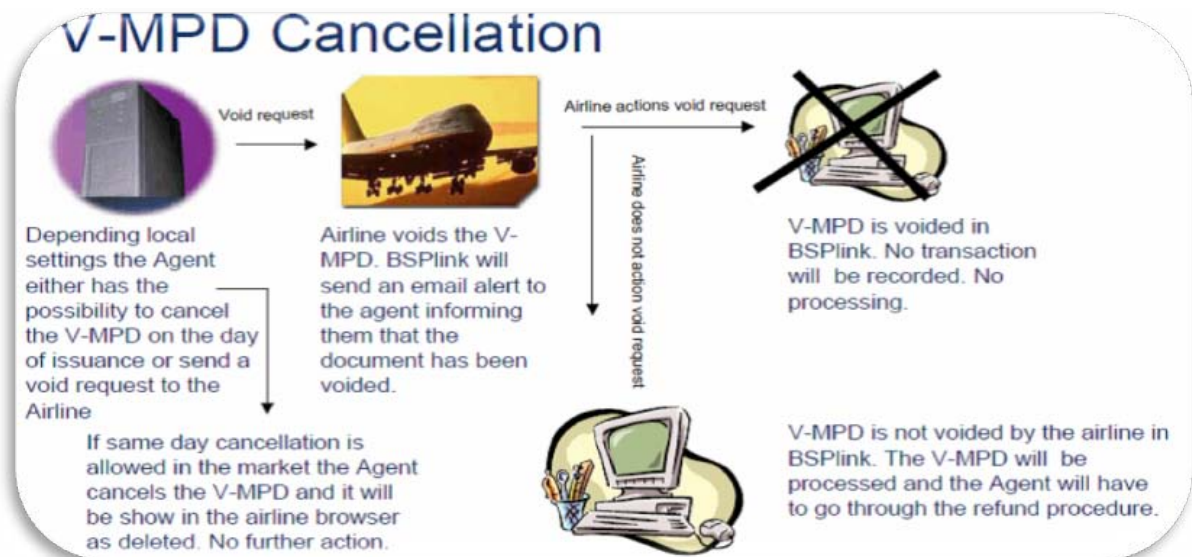 V-MPD Cancellation
Void request
Airline actions void request
Airline does not action void request
Depending local
settings the Agent
either has the
possibility to cancel
the V-MPD on the day
of issuance or send a
void request to the
Airline
Airline voids the V-
MPD. BSPlink will
send an email alert to
the agent informing
them that the
document has been
voided.
V-MPD is voided in
BSPlink. No transaction
will be recorded. No
processing.
If same day cancellation is
allowed in the market the Agent
cancels the V-MPD and it will
be show in the airline browser
as deleted. No further action.
V-MPD is not voided by the airline in
BSPlink. The V-MPD will be
processed and the Agent will have
to go through the refund procedure.